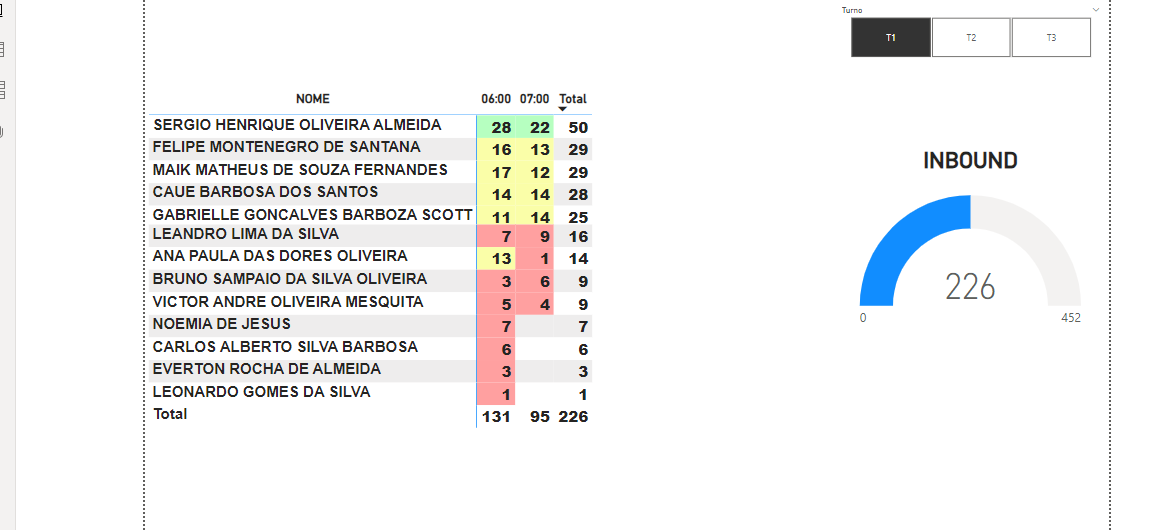 Turno
T1 T2 T3
NOME 06:00 07:00 Total
SERGIO HENRIQUE OLIVEIRA ALMEIDA 28 22 50
FELIPE MONTENEGRO DE SANTANA 16 13 29
MAIK MATHEUS DE SOUZA FERNANDES 17 12 29
CAUE BARBOSA DOS SANTOS 14 14 28
GABRIELLE GONCALVES BARBOZA SCOTT 11 14 25
LEANDRO LIMA DA SILVA 7 9 16
ANA PAULA DAS DORES OLIVEIRA 13 1 14
BRUNO SAMPAIO DA SILVA OLIVEIRA 3 6 9
VICTOR ANDRE OLIVEIRA MESQUITA 5 4 9
NOEMIA DE JESUS 7 7
CARLOS ALBERTO SILVA BARBOSA 6 6
EVERTON ROCHA DE ALMEIDA 3 3
LEONARDO GOMES DA SILVA 1 1
Total 131 95 226
INBOUND
226
0 452